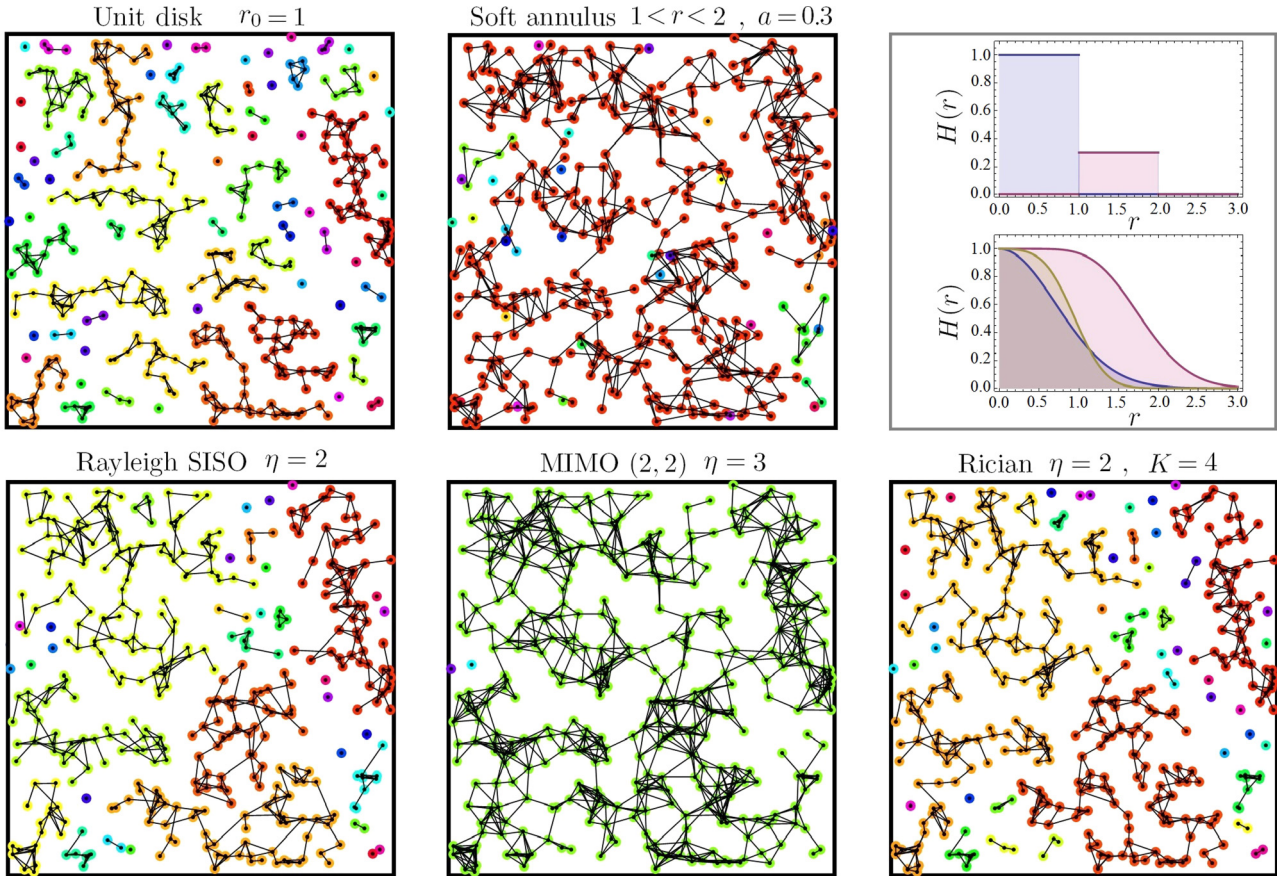 Unit disk r₀ = 1
Soft annulus 1 < r < 2 , a = 0.3
H(r)
1.0
0.8
0.6
0.4
0.2
0.0
0.0 0.5 1.0 1.5 2.0 2.5 3.0
r
H(r)
1.0
0.8
0.6
0.4
0.2
0.0
0.0 0.5 1.0 1.5 2.0 2.5 3.0
r
Rayleigh SISO η = 2
MIMO (2, 2) η = 3
Rician η = 2 , K = 4